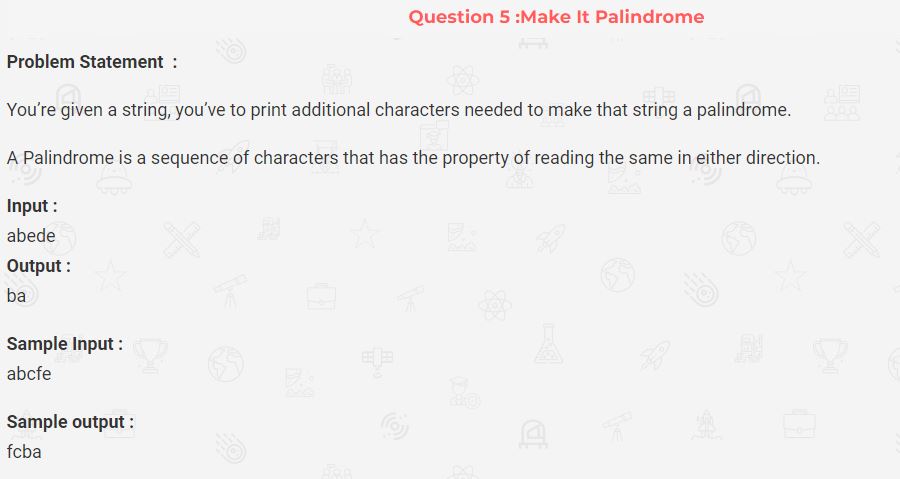 Question 5 :Make It Palindrome
Problem Statement :
You’re given a string, you’ve to print additional characters needed to make that string a palindrome.
A Palindrome is a sequence of characters that has the property of reading the same in either direction.
Input :
abede
Output :
ba
Sample Input :
abcfe
Sample output :
fcba